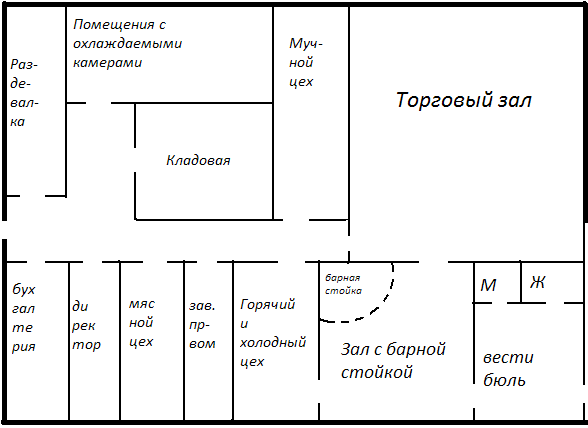 Помещения с
охлаждаемыми
камерами
Раз-
де-
вал-
ка
Муч-
ной
цех
Торговый зал
Кладовая
бух
гал
те
рия
ди
рек
тор
мяс
ной
цех
зав.
пр-
вом
Горячий
и
холодный
цех
барная
стойка
Зал с барной
стойкой
М
Ж
вести
бюль